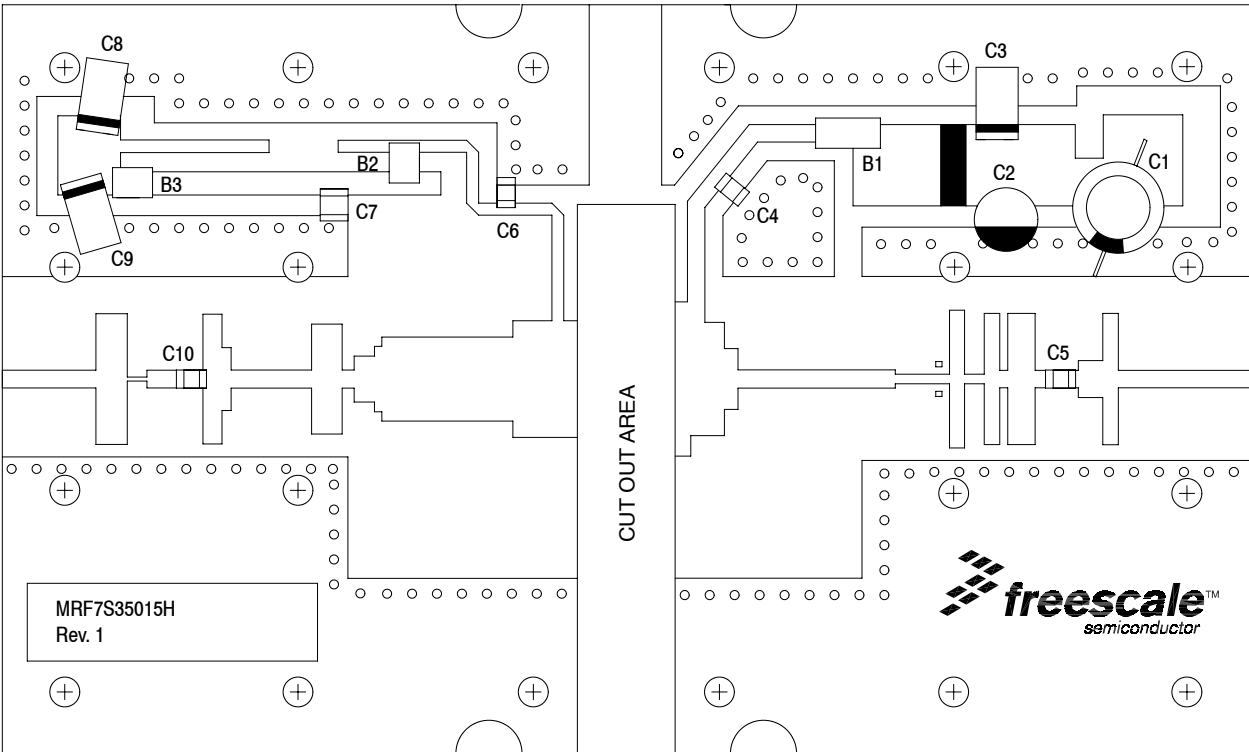 C8
C3
B2
B1
C1
B3
C2
C7
C4
C6
C9
C10
C5
CUT OUT AREA
MRF7S35015H
Rev. 1
freescale™
semiconductor